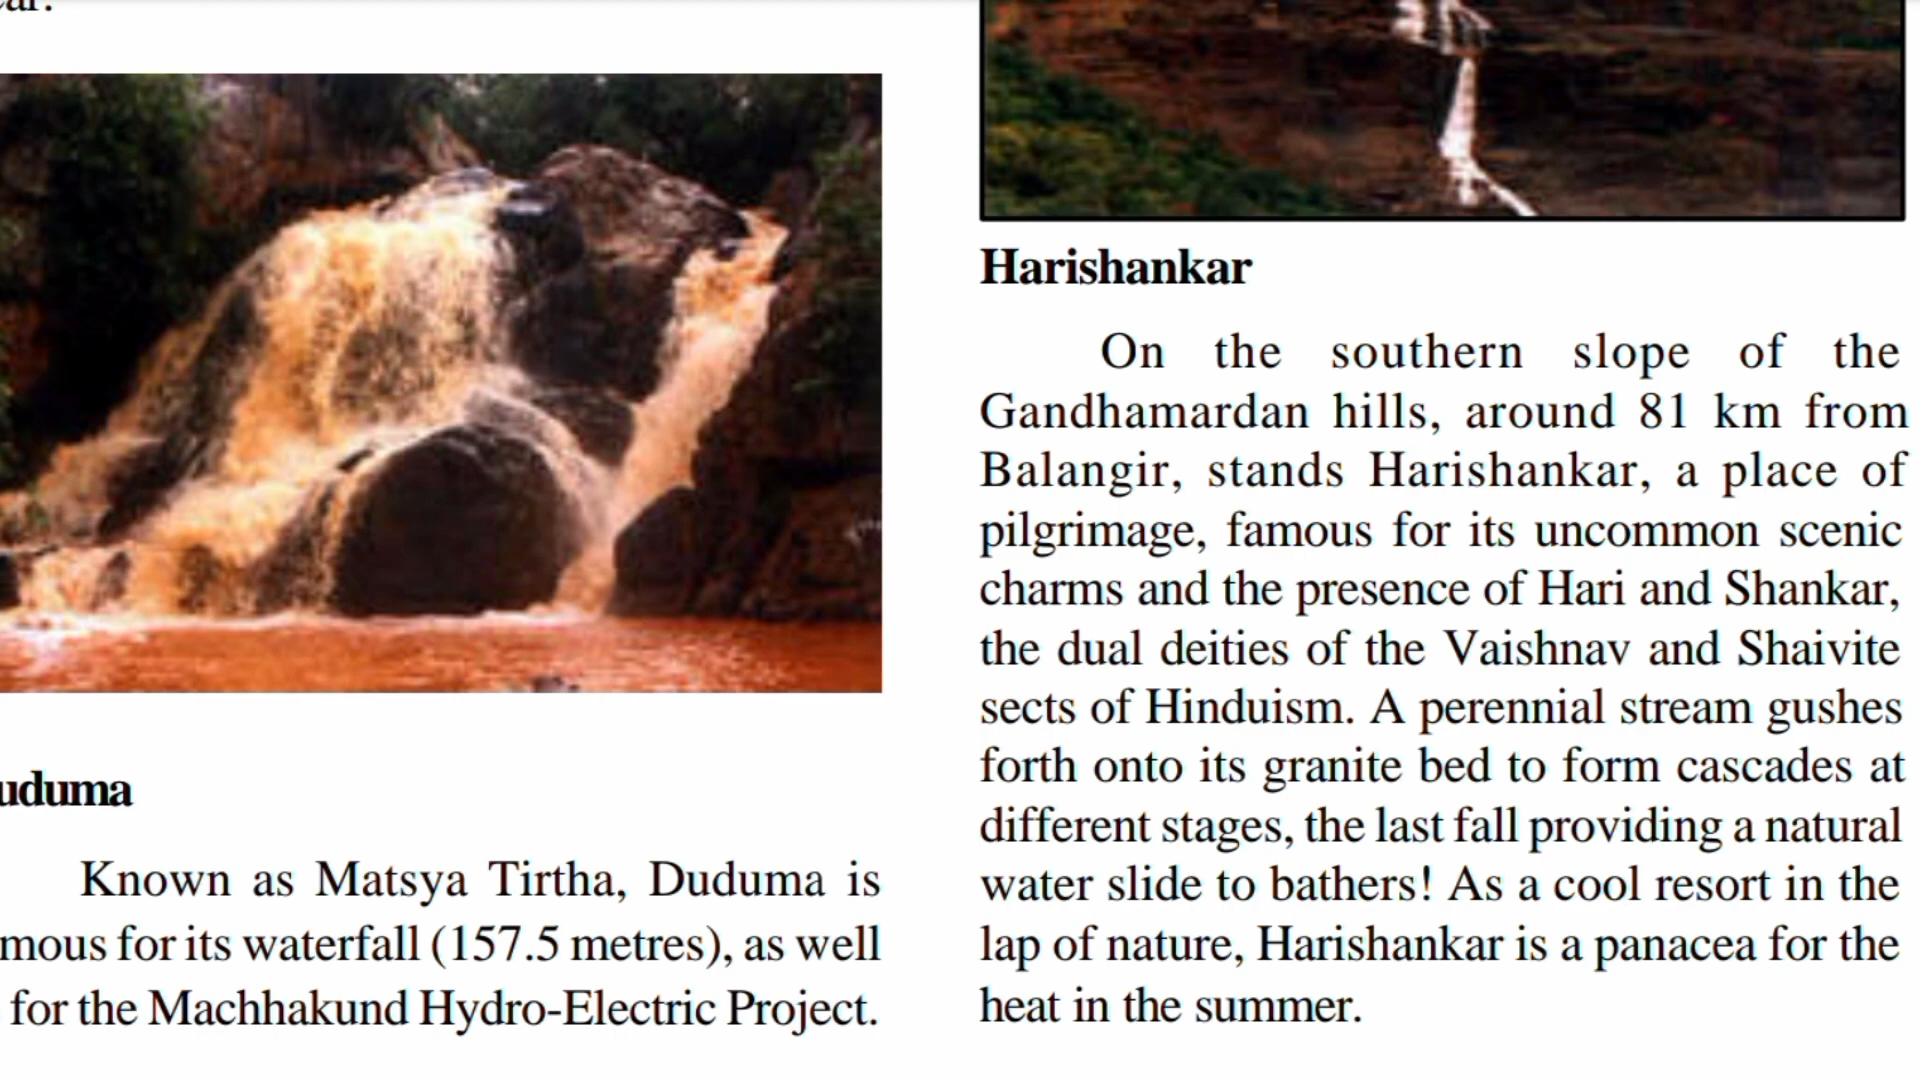 uduma
Known as Matsya Tirtha, Duduma is
mous for its waterfall (157.5 metres), as well
for the Machhakund Hydro-Electric Project.
Harishankar
On the southern slope of the
Gandhamardan hills, around 81 km from
Balangir, stands Harishankar, a place of
pilgrimage, famous for its uncommon scenic
charms and the presence of Hari and Shankar,
the dual deities of the Vaishnav and Shaivite
sects of Hinduism. A perennial stream gushes
forth onto its granite bed to form cascades at
different stages, the last fall providing a natural
water slide to bathers! As a cool resort in the
lap of nature, Harishankar is a panacea for the
heat in the summer.